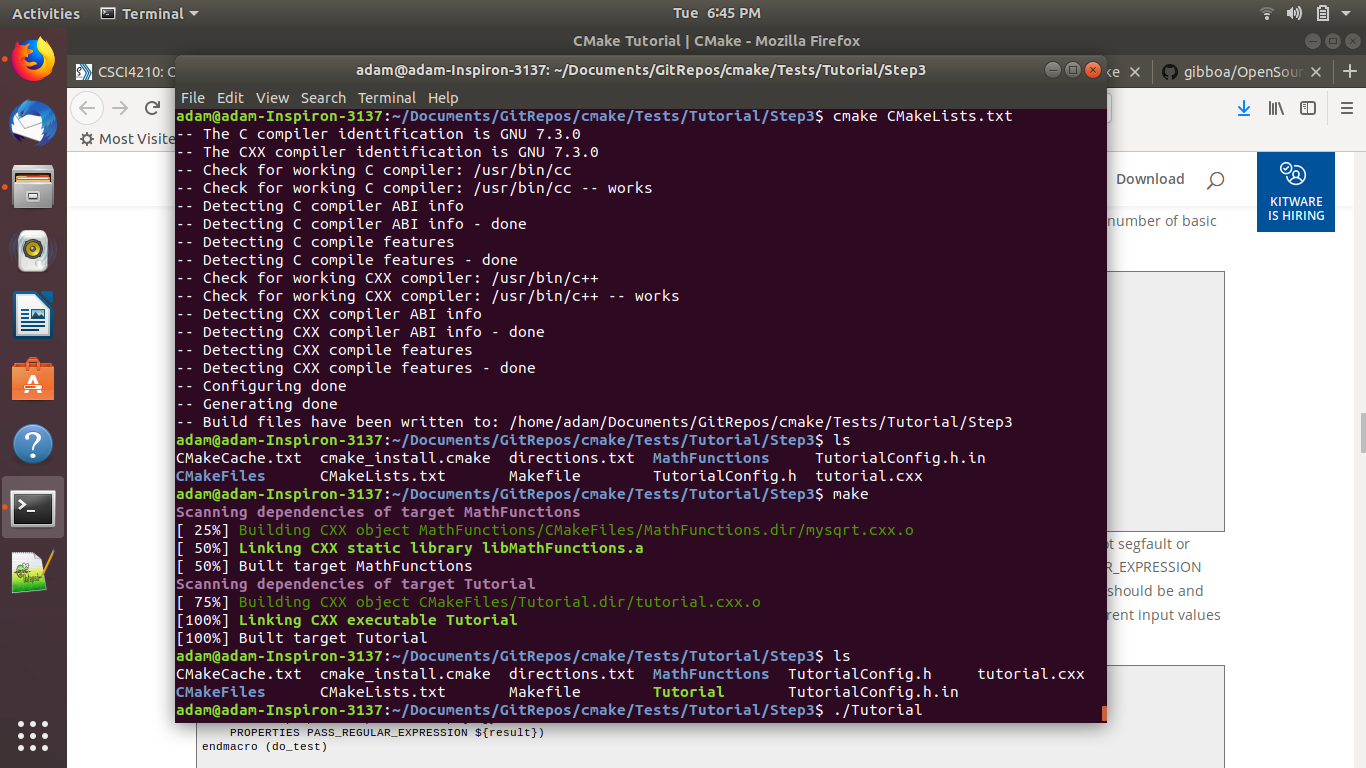 Activities Terminal Tue 6:45 PM
CMake Tutorial | CMake - Mozilla Firefox
CSCI4210: C
adam@adam-Inspiron-3137: ~/Documents/GitRepos/cmake/Tests/Tutorial/Step3
ke
gibboa/OpenSour
File Edit View Search Terminal Help
Most Visite
adam@adam-Inspiron-3137:~/Documents/GitRepos/cmake/Tests/Tutorial/Step3$ cmake CMakeLists.txt
-- The C compiler identification is GNU 7.3.0
-- The CXX compiler identification is GNU 7.3.0
-- Check for working C compiler: /usr/bin/cc
-- Check for working C compiler: /usr/bin/cc -- works
-- Detecting C compiler ABI info
-- Detecting C compiler ABI info - done
-- Detecting C compile features
-- Detecting C compile features - done
-- Check for working CXX compiler: /usr/bin/c++
-- Check for working CXX compiler: /usr/bin/c++ -- works
-- Detecting CXX compiler ABI info
-- Detecting CXX compiler ABI info - done
-- Detecting CXX compile features
-- Detecting CXX compile features - done
-- Configuring done
-- Generating done
-- Build files have been written to: /home/adam/Documents/GitRepos/cmake/Tests/Tutorial/Step3
adam@adam-Inspiron-3137:~/Documents/GitRepos/cmake/Tests/Tutorial/Step3$ ls
CMakeCache.txt cmake_install.cmake directions.txt MathFunctions TutorialConfig.h.in
CMakeFiles CMakeLists.txt Makefile TutorialConfig.h tutorial.cxx
adam@adam-Inspiron-3137:~/Documents/GitRepos/cmake/Tests/Tutorial/Step3$ make
Scanning dependencies of target MathFunctions
[ 25%] Building CXX object MathFunctions/CMakeFiles/MathFunctions.dir/mysqrt.cxx.o
[ 50%] Linking CXX static library libMathFunctions.a
[ 50%] Built target MathFunctions
Scanning dependencies of target Tutorial
[ 75%] Building CXX object CMakeFiles/Tutorial.dir/tutorial.cxx.o
[100%] Linking CXX executable Tutorial
[100%] Built target Tutorial
adam@adam-Inspiron-3137:~/Documents/GitRepos/cmake/Tests/Tutorial/Step3$ ls
CMakeCache.txt cmake_install.cmake directions.txt MathFunctions TutorialConfig.h tutorial.cxx
CMakeFiles CMakeLists.txt Makefile Tutorial TutorialConfig.h.in
adam@adam-Inspiron-3137:~/Documents/GitRepos/cmake/Tests/Tutorial/Step3$ ./Tutorial
Download
KITWARE
IS HIRING
number of basic
ot segfault or
R_EXPRESSION
should be and
rent input values
PROPERTIES PASS_REGULAR_EXPRESSION ${result})
endmacro (do_test)